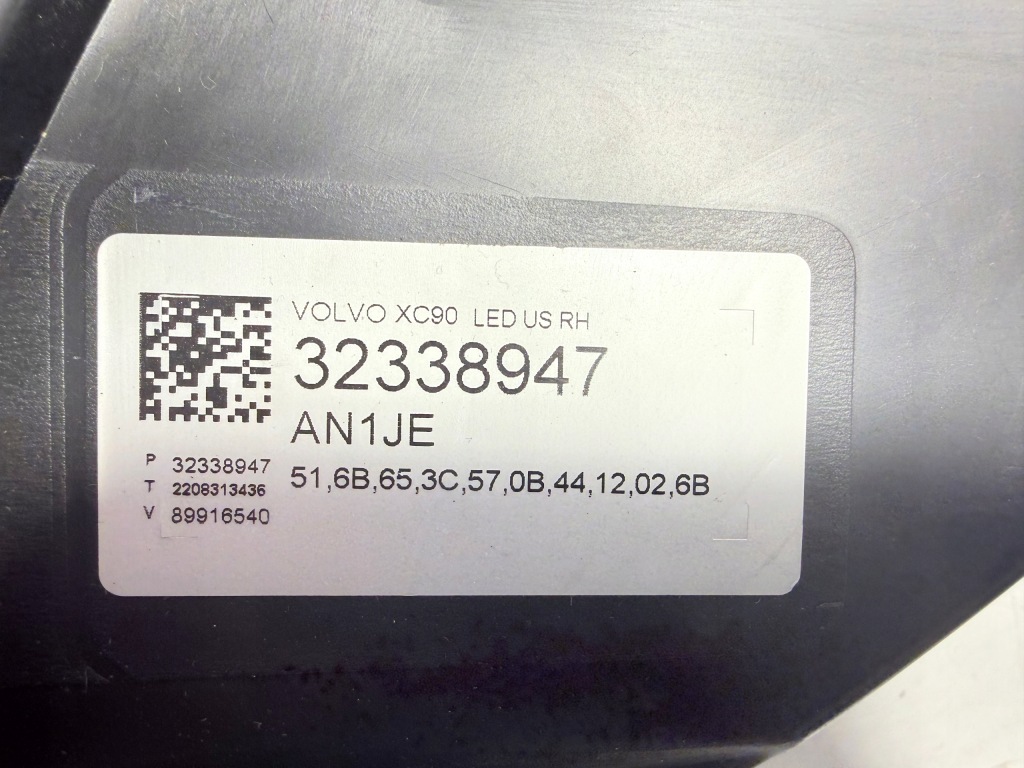 VOLVO XC90 LED US RH
32338947
AN1JE
51,6B,65,3C,57,0B,44,12,02,6B
P 32338947
T 2208313436
V 89916540